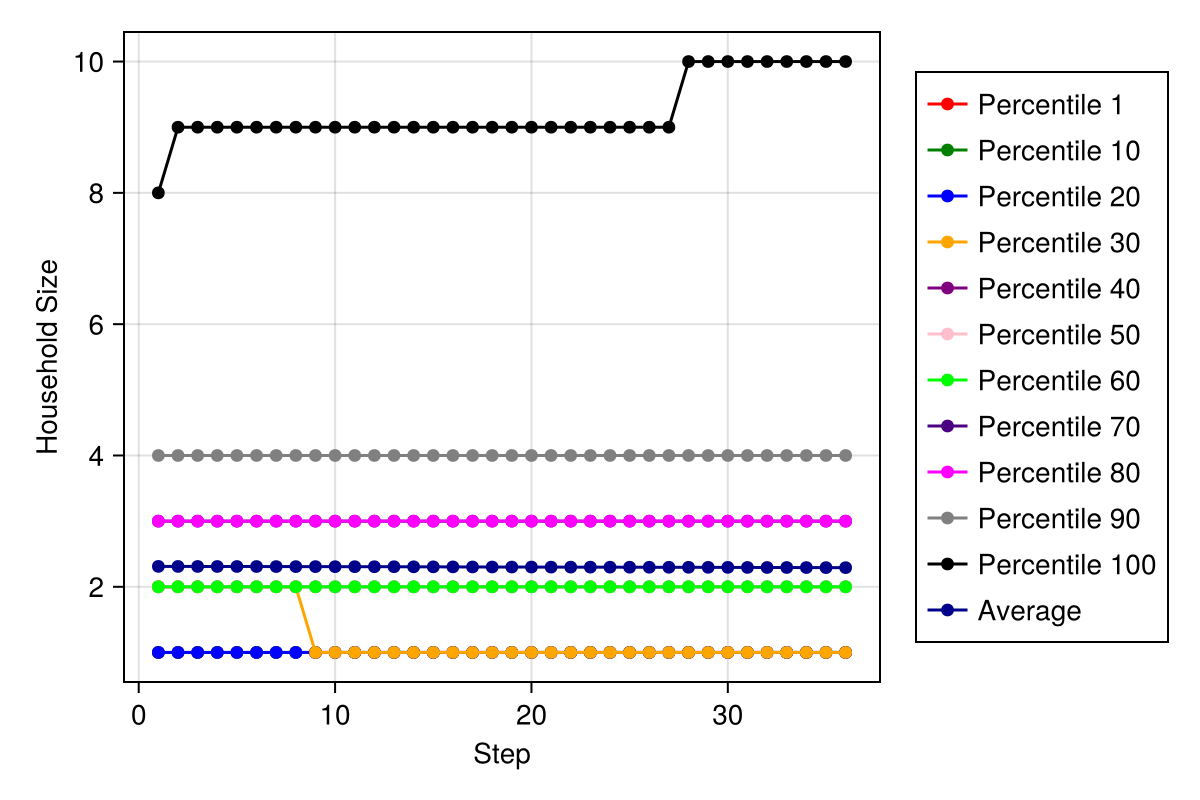 10
8
6
4
2
Household Size
0
10
20
30
Step
Percentile 1
Percentile 10
Percentile 20
Percentile 30
Percentile 40
Percentile 50
Percentile 60
Percentile 70
Percentile 80
Percentile 90
Percentile 100
Average